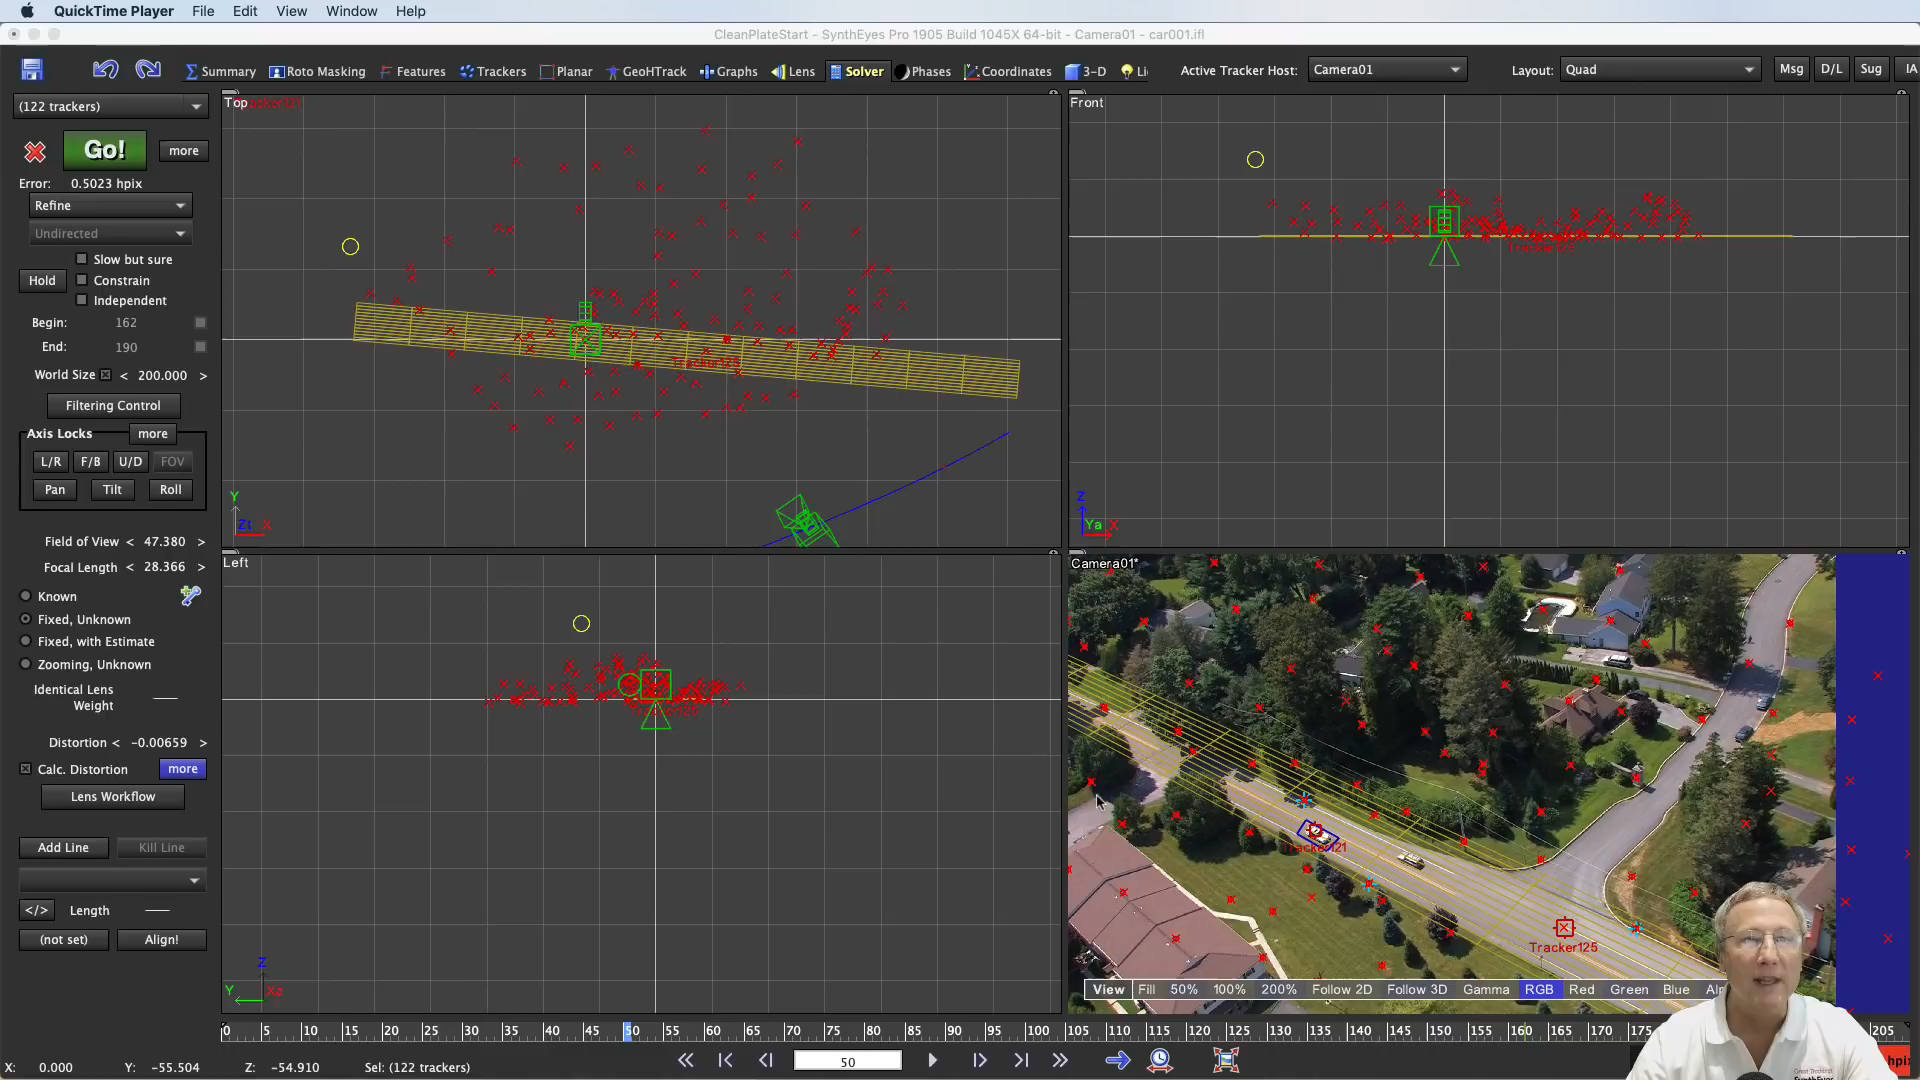 QuickTime Player File Edit View Window Help
CleanPlateStart - SynthEyes Pro 1905 Build 1045X 64-bit - Camera01 - car001.ifl
Summary Roto Masking Features Trackers Planar GeoHTrack Graphs Lens Solver Phases Coordinates 3-D Li Active Tracker Host: Camera01 Layout: Quad Msg D/L Sug IA
(122 trackers)
Go! more
Error: 0.5023 hpix
Refine
Undirected
Slow but sure
Hold Constrain
Independent
Begin: 162
End: 190
World Size < 200.000 >
Filtering Control
Axis Locks more
L/R F/B U/D FOV
Pan Tilt Roll
Field of View < 47.380 >
Focal Length < 28.366 >
Known
Fixed, Unknown
Fixed, with Estimate
Zooming, Unknown
Identical Lens
Weight
Distortion < -0.00659 >
Calc. Distortion more
Lens Workflow
Add Line Kill Line
</> Length
(not set) Align!
Top
Tracker125
Y
X
Front
Z
Ya X
Left
Z
Y
Camera01*
Tracker121
Tracker125
View Fill 50% 100% 200% Follow 2D Follow 3D Gamma RGB Red Green Blue
0 5 10 15 20 25 30 35 40 45 50 55 60 65 70 75 80 85 90 95 100 105 110 115 120 125 130 135 140 145 150 155 160 165 170 175 205
50
X: 0.000 Y: -55.504 Z: -54.910 Sel: (122 trackers)
hpix
SynthEyes